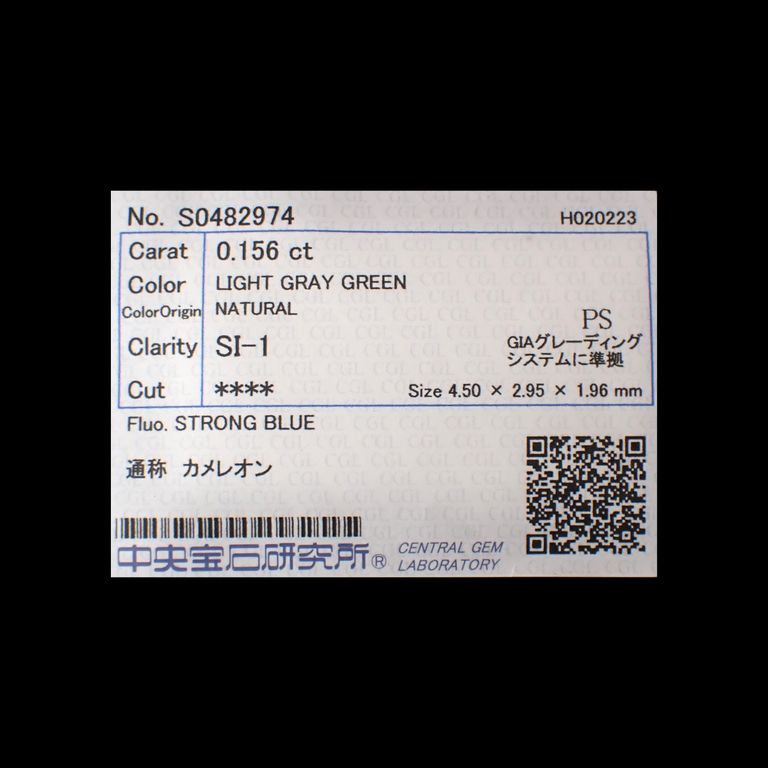 No. S0482974 H020223
Carat 0.156 ct
Color LIGHT GRAY GREEN
ColorOrigin NATURAL
PS
Clarity SI-1 GIAグレーディング
システムに準拠
Cut **** Size 4.50 × 2.95 × 1.96 mm
Fluo. STRONG BLUE
通称 カメレオン
中央宝石研究所® CENTRAL GEM
LABORATORY